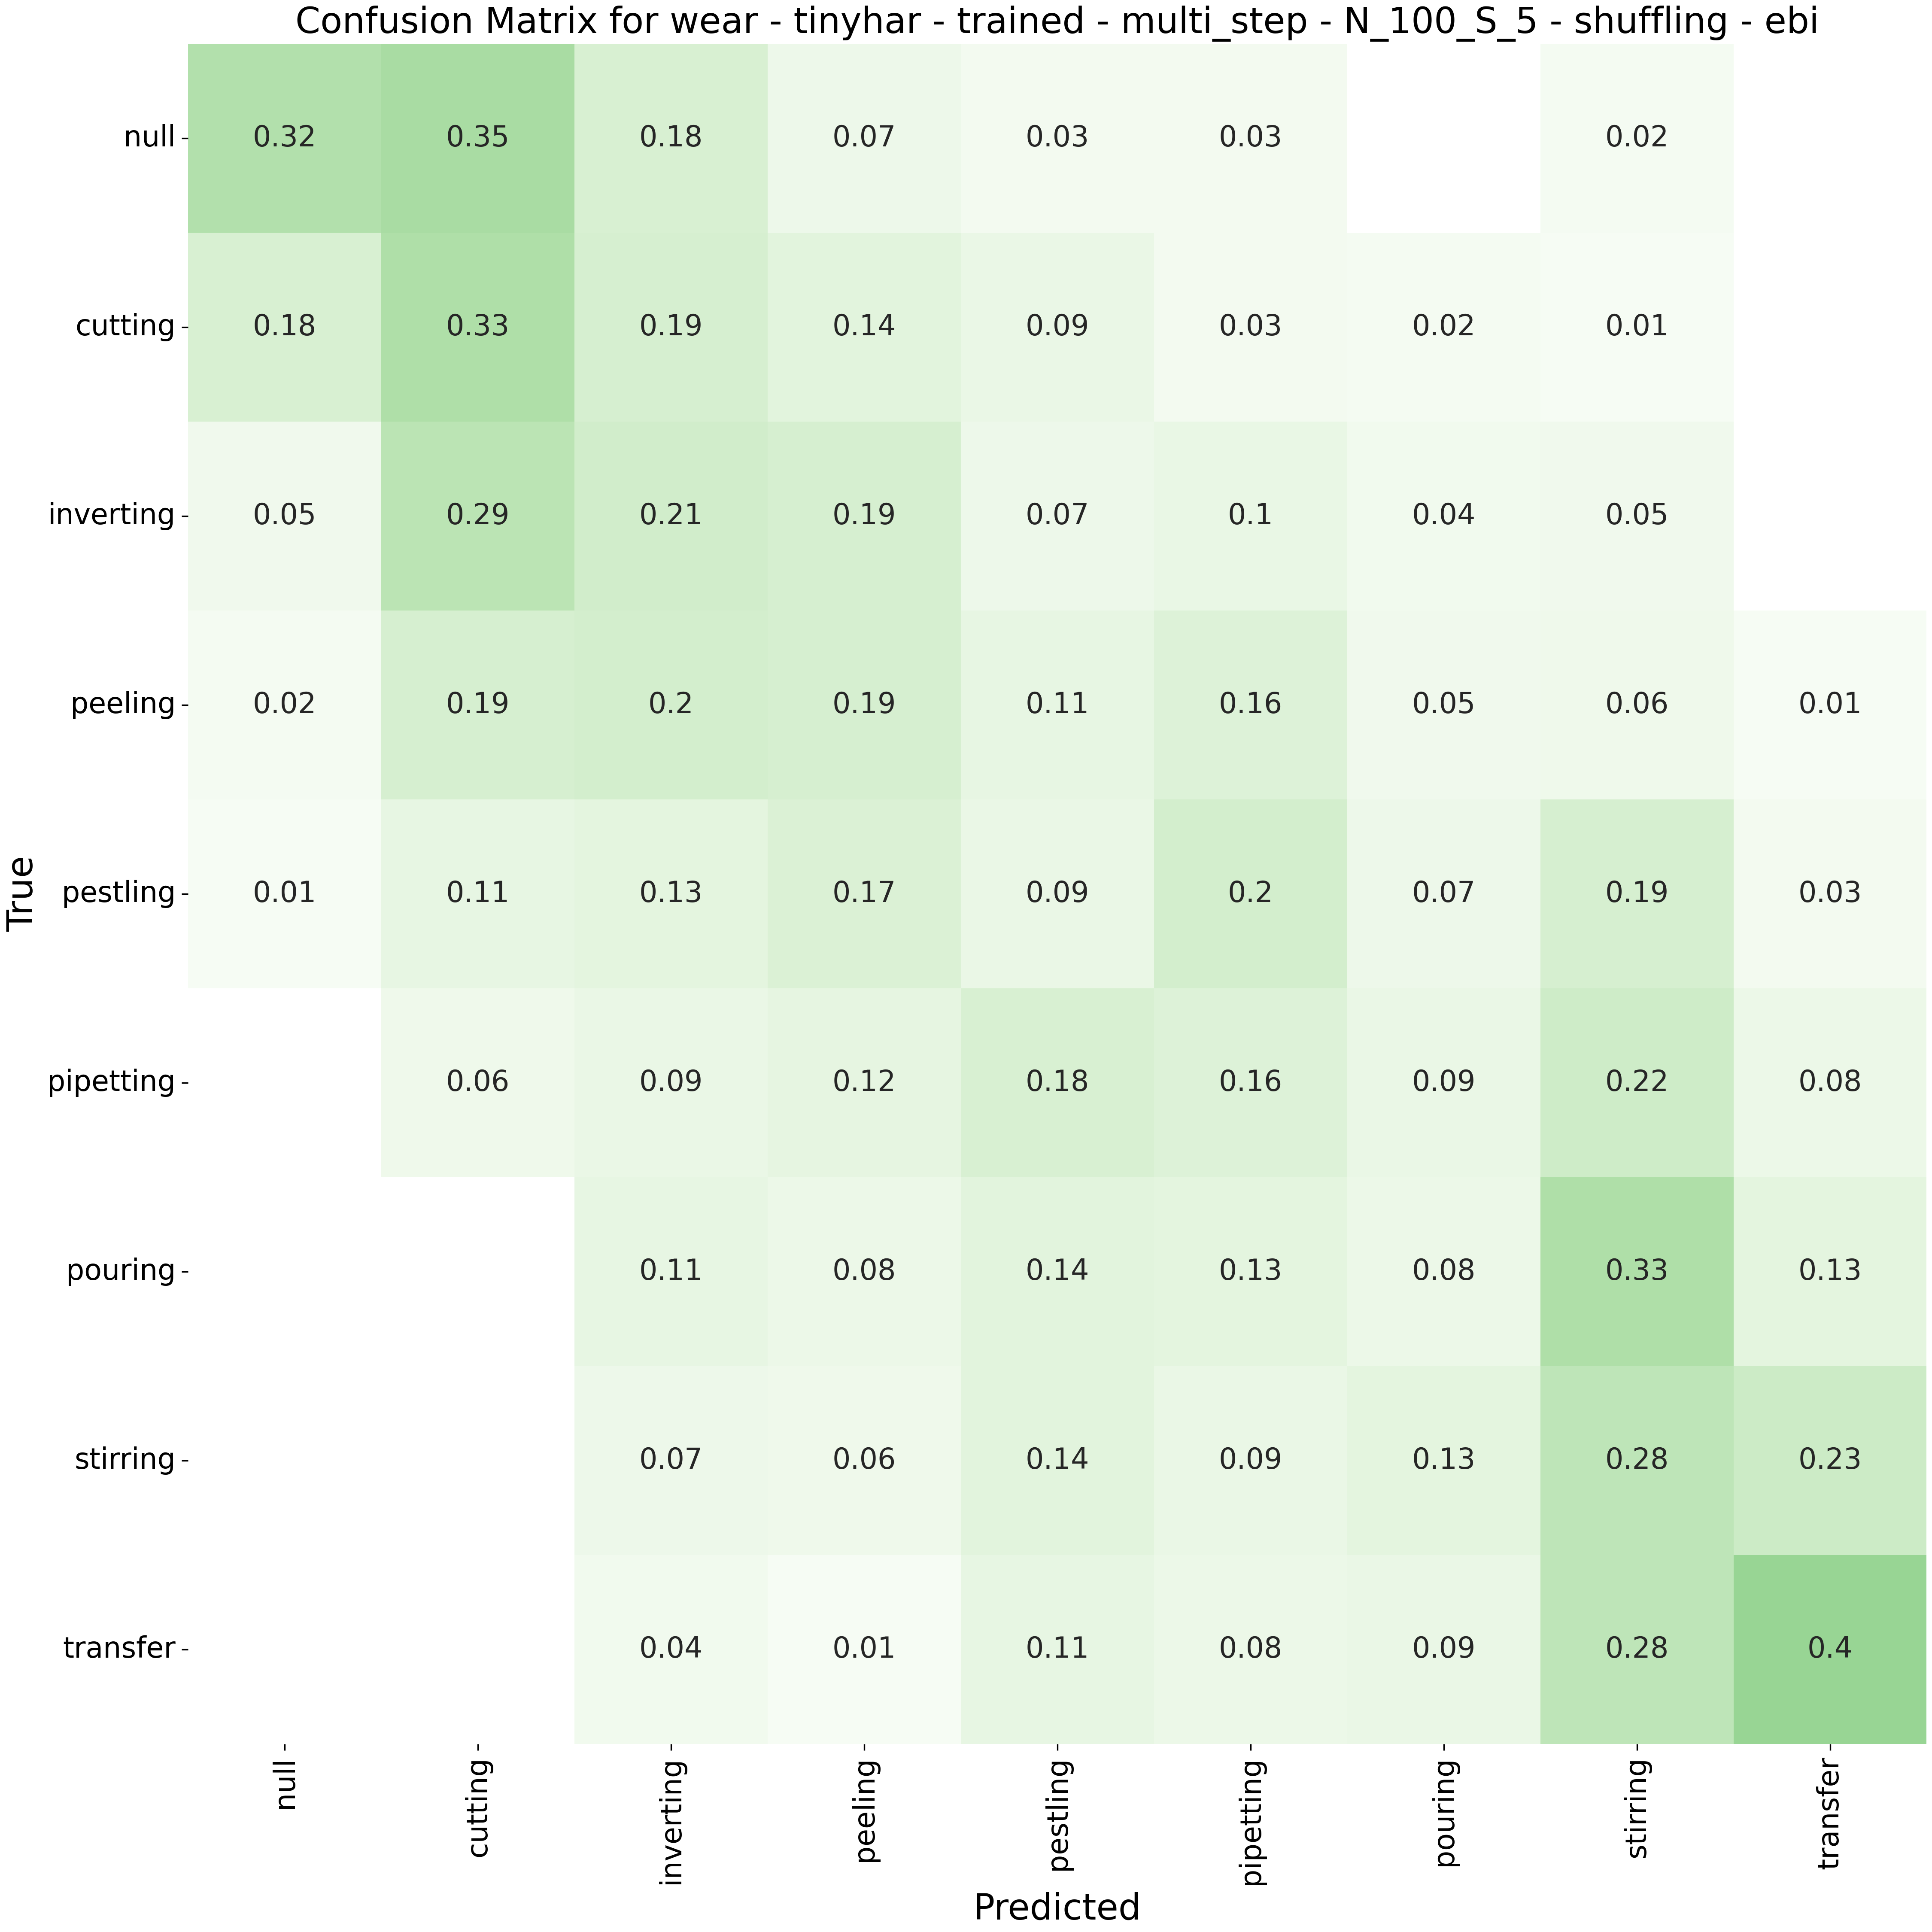 Confusion Matrix for wear - tinyhar - trained - multi_step - N_100_S_5 - shuffling - ebi
null 0.32 0.35 0.18 0.07 0.03 0.03 0.02
cutting 0.18 0.33 0.19 0.14 0.09 0.03 0.02 0.01
inverting 0.05 0.29 0.21 0.19 0.07 0.1 0.04 0.05
peeling 0.02 0.19 0.2 0.19 0.11 0.16 0.05 0.06 0.01
pestling 0.01 0.11 0.13 0.17 0.09 0.2 0.07 0.19 0.03
pipetting 0.06 0.09 0.12 0.18 0.16 0.09 0.22 0.08
pouring 0.11 0.08 0.14 0.13 0.08 0.33 0.13
stirring 0.07 0.06 0.14 0.09 0.13 0.28 0.23
transfer 0.04 0.01 0.11 0.08 0.09 0.28 0.4
True
null cutting inverting peeling pestling pipetting pouring stirring transfer
Predicted